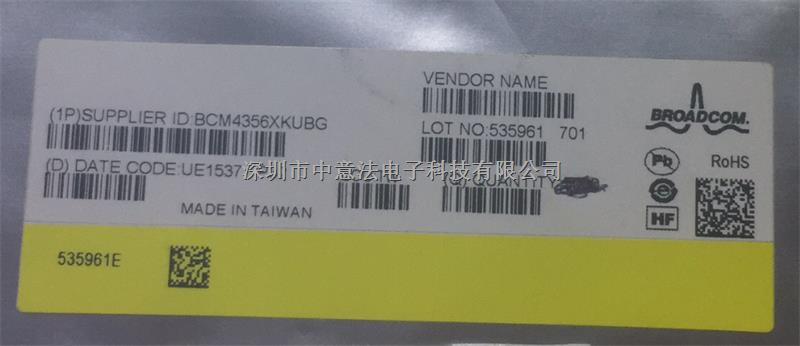 VENDOR NAME
(1P)SUPPLIER ID:BCM4356XKUBG
LOT NO:535961 701
BROADCOM.
(D) DATE CODE:UE1537
深圳市中意法电子科技有限公司
(Q) QUANTITY
Pb
RoHS
e
HF
MADE IN TAIWAN
535961E